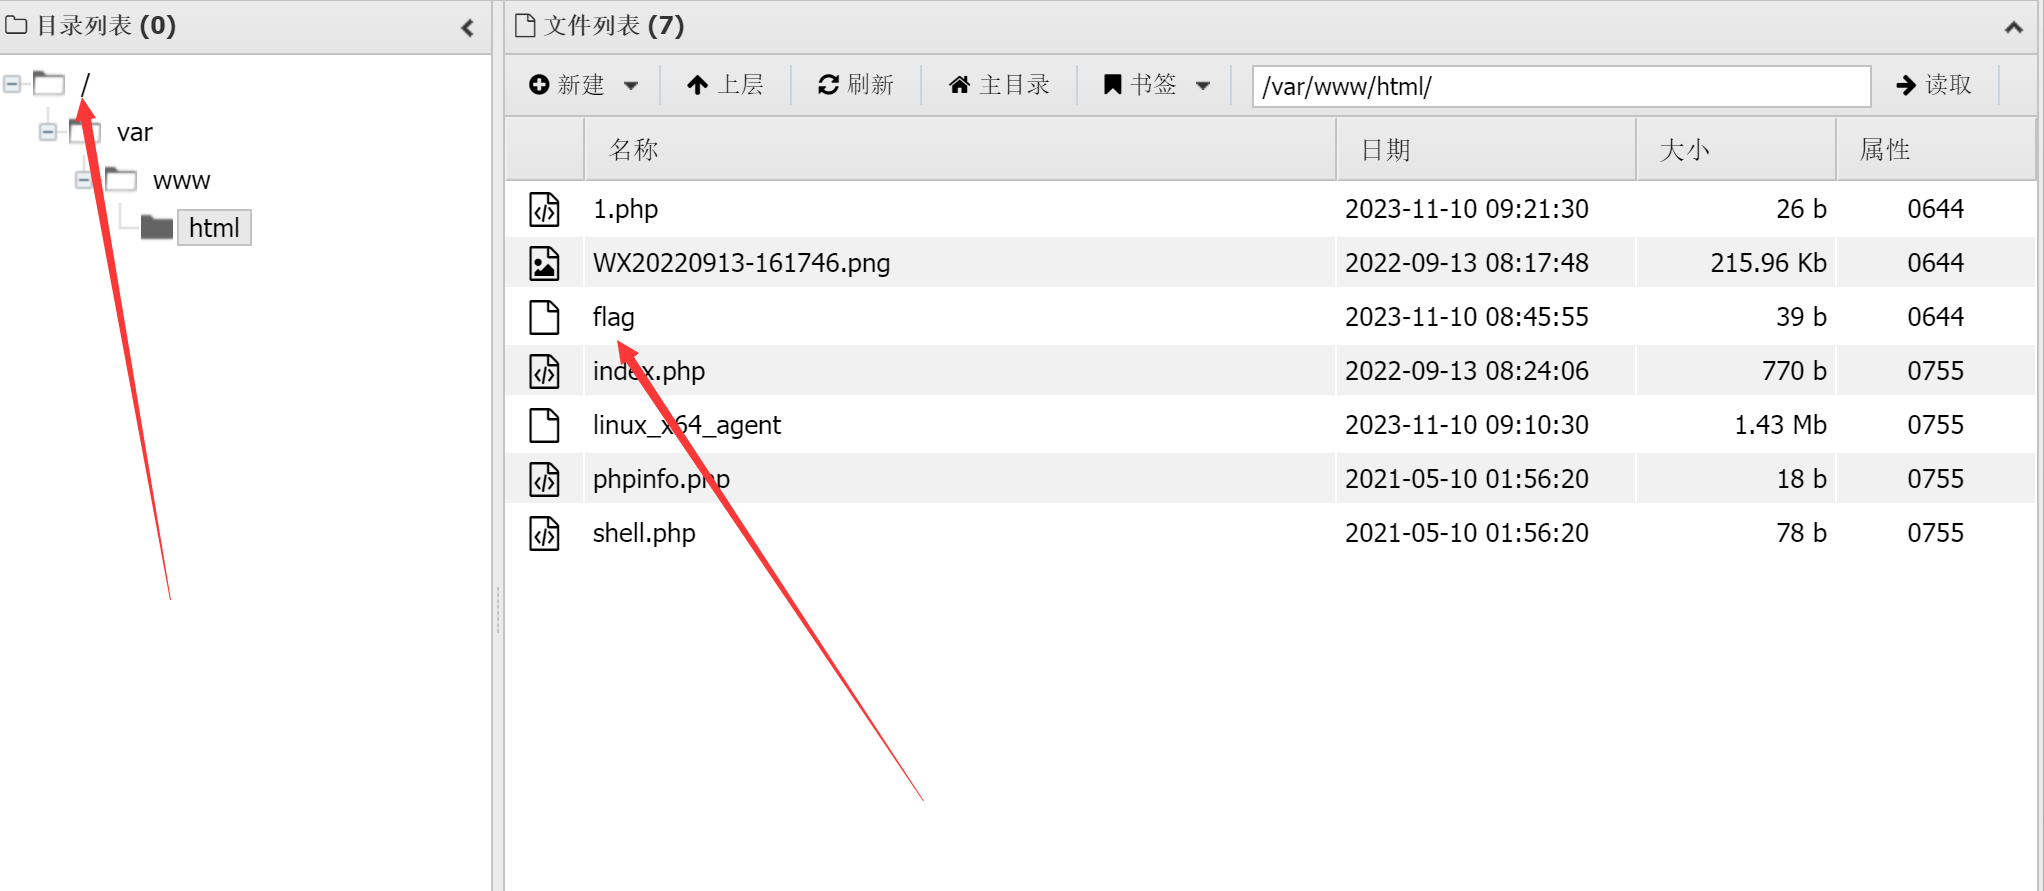 目录列表 (0)
/
var
www
html
文件列表 (7)
新建 上层 刷新 主目录 书签 /var/www/html/ 读取
名称 日期 大小 属性
1.php 2023-11-10 09:21:30 26 b 0644
WX20220913-161746.png 2022-09-13 08:17:48 215.96 Kb 0644
flag 2023-11-10 08:45:55 39 b 0644
index.php 2022-09-13 08:24:06 770 b 0755
linux_x64_agent 2023-11-10 09:10:30 1.43 Mb 0755
phpinfo.php 2021-05-10 01:56:20 18 b 0755
shell.php 2021-05-10 01:56:20 78 b 0755